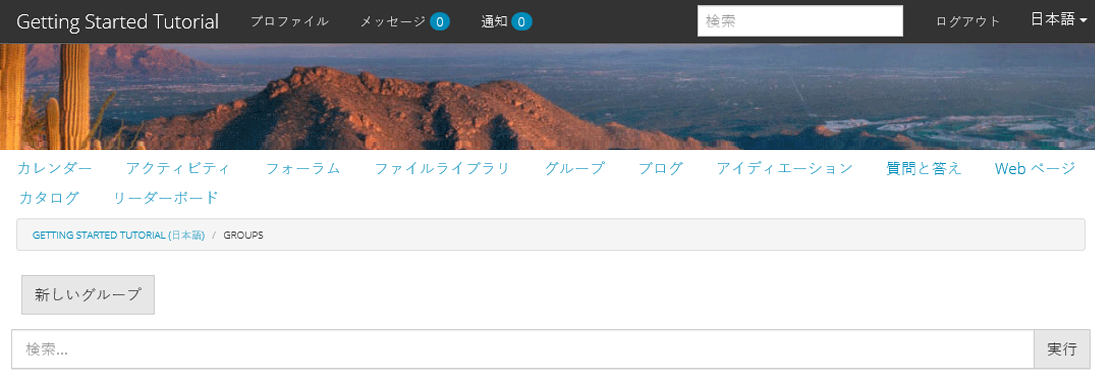 Getting Started Tutorial プロファイル メッセージ 0 通知 0 検索 ログアウト 日本語
カレンダー アクティビティ フォーラム ファイルライブラリ グループ ブログ アイディエーション 質問と答え Web ページ
カタログ リーダーボード
GETTING STARTED TUTORIAL (日本語) / GROUPS
新しいグループ
検索... 実行